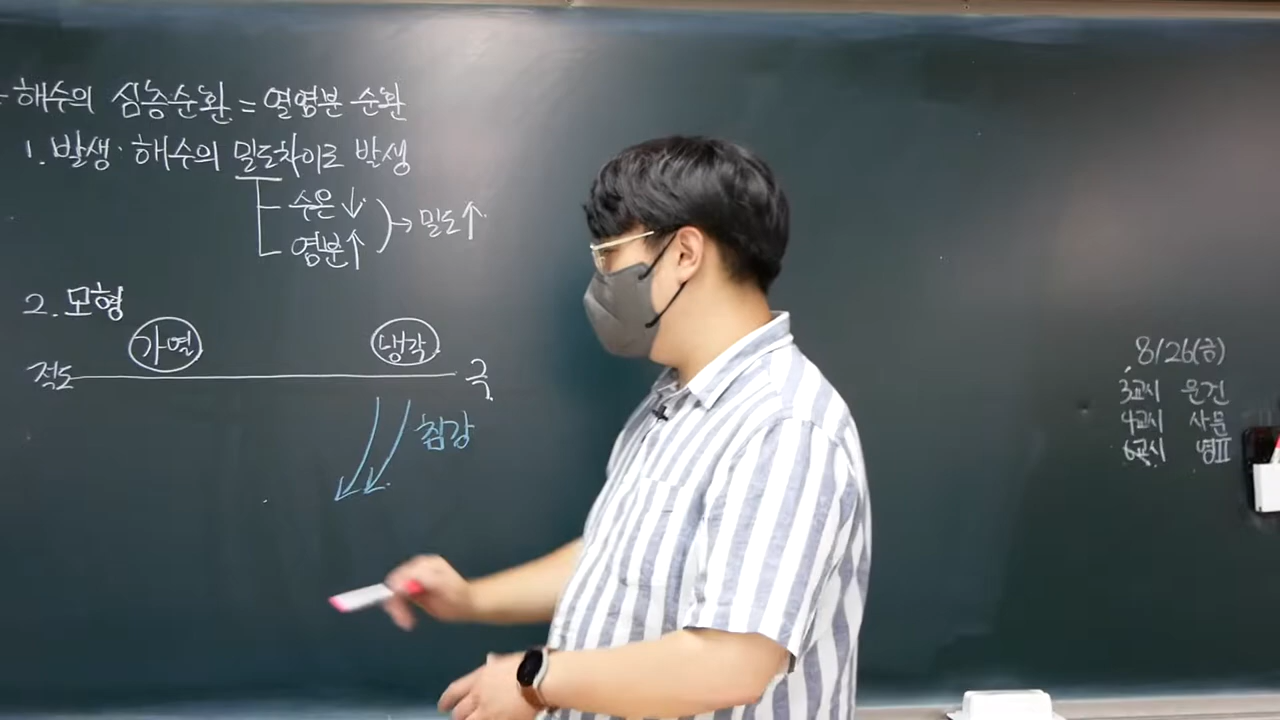 해수의 심층순환 = 열염분 순환
1. 발생· 해수의 밀도차이로 발생
수온↓
염분↑
→ 밀도↑
2. 모형
가열
냉각
적도
극
침강
8/26(금)
3교시 운건
4교시 사문
6교시 영Ⅱ